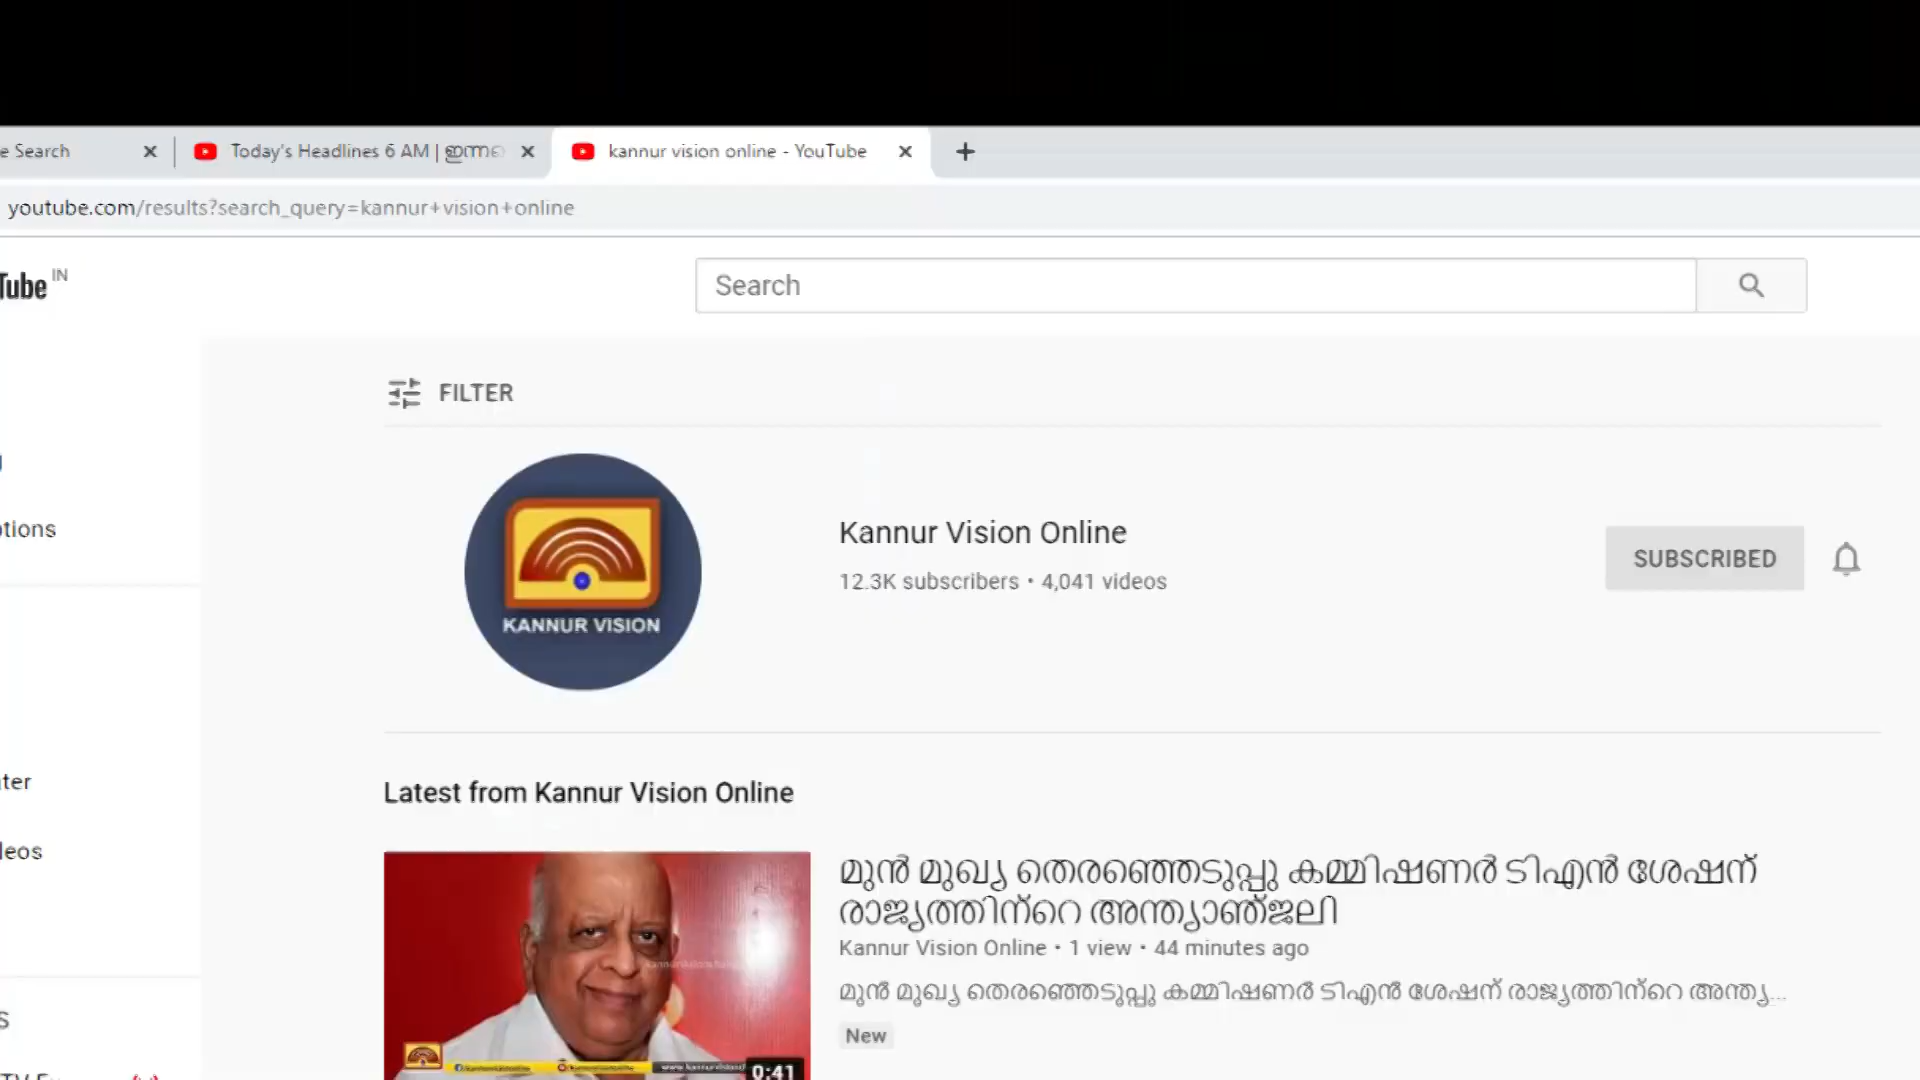 e Search
Today's Headlines 6 AM | ഇന്നത്
kannur vision online - YouTube
youtube.com/results?search_query=kannur+vision+online
Tube IN
Search
FILTER
Kannur Vision Online
SUBSCRIBED
12.3K subscribers • 4,041 videos
KANNUR VISION
Latest from Kannur Vision Online
മുൻ മുഖ്യ തെരഞ്ഞെടുപ്പു കമ്മിഷണർ ടിഎൻ ശേഷന്
രാജ്യത്തിന്റെ അന്ത്യാഞ്ജലി
Kannur Vision Online • 1 view • 44 minutes ago
മുൻ മുഖ്യ തെരഞ്ഞെടുപ്പു കമ്മിഷണർ ടിഎൻ ശേഷന് രാജ്യത്തിന്റെ അന്ത്യ...
New
0:41